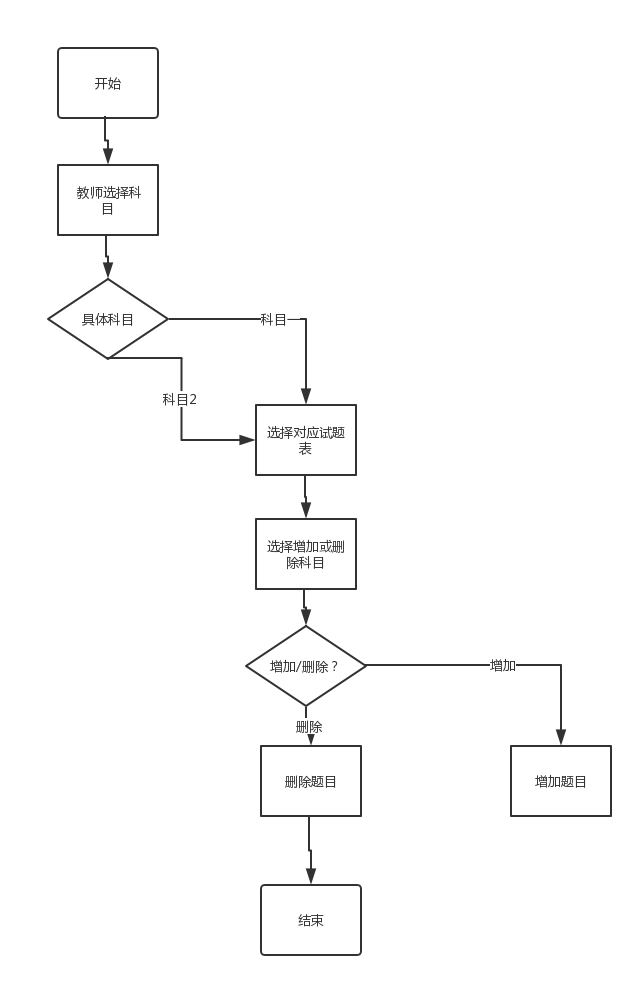 开始
教师选择科
目
具体科目
科目一
科目2
选择对应试题
表
选择增加或删
除科目
增加/删除？
增加
删除
删除题目
增加题目
结束